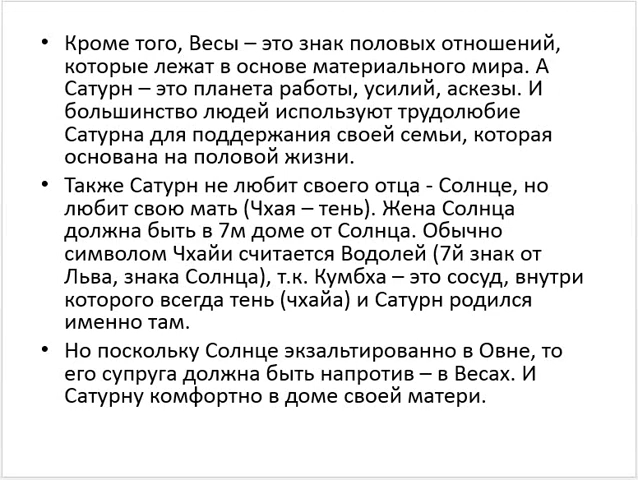 • Кроме того, Весы – это знак половых отношений,
которые лежат в основе материального мира. А
Сатурн – это планета работы, усилий, аскезы. И
большинство людей используют трудолюбие
Сатурна для поддержания своей семьи, которая
основана на половой жизни.
• Также Сатурн не любит своего отца - Солнце, но
любит свою мать (Чхая – тень). Жена Солнца
должна быть в 7м доме от Солнца. Обычно
символом Чхайи считается Водолей (7й знак от
Льва, знака Солнца), т.к. Кумбха – это сосуд, внутри
которого всегда тень (чхайа) и Сатурн родился
именно там.
• Но поскольку Солнце экзальтированно в Овне, то
его супруга должна быть напротив – в Весах. И
Сатурну комфортно в доме своей матери.